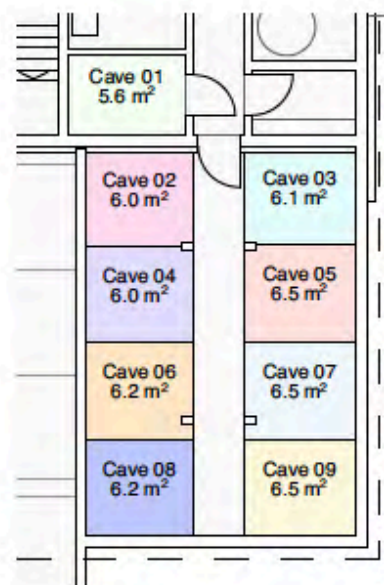 Cave 01
5.6 m²
Cave 02
6.0 m²
Cave 03
6.1 m²
Cave 04
6.0 m²
Cave 05
6.5 m²
Cave 06
6.2 m²
Cave 07
6.5 m²
Cave 08
6.2 m²
Cave 09
6.5 m²